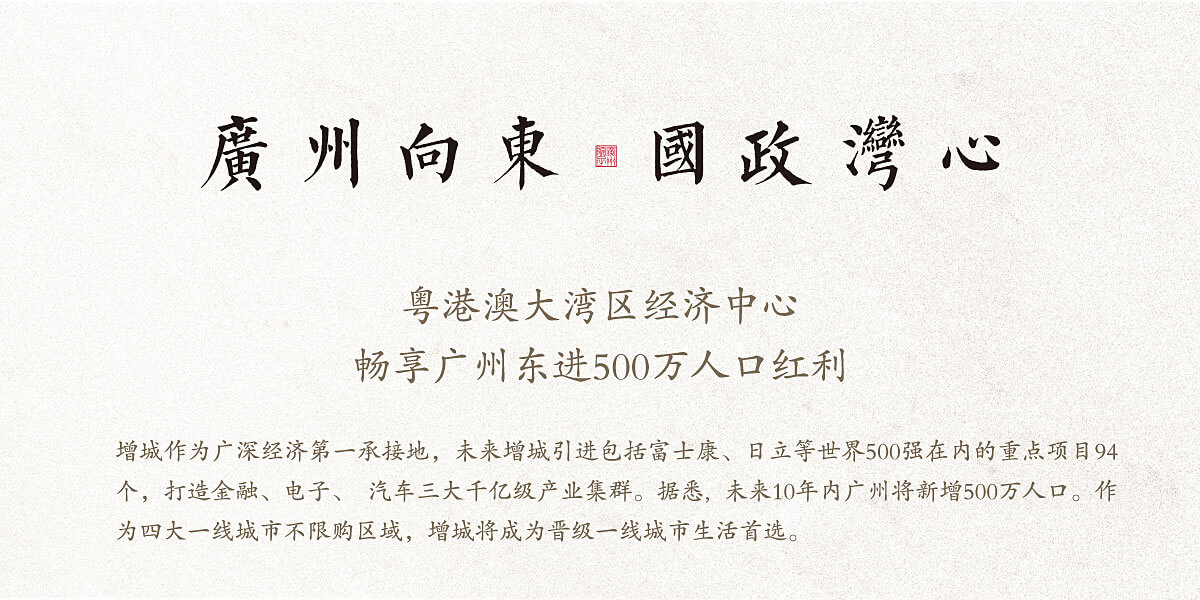 廣州向東 國政灣心
粤港澳大湾区经济中心
畅享广州东进500万人口红利
增城作为广深经济第一承接地，未来增城引进包括富士康、日立等世界500强在内的重点项目94
个，打造金融、电子、 汽车三大千亿级产业集群。据悉, 未来10年内广州将新增500万人口。作
为四大一线城市不限购区域，增城将成为晋级一线城市生活首选。